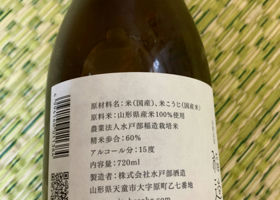 原材料名：米（国産）、米こうじ（国産米）
原料米：山形県産米100％使用
農業法人水戸部稲造栽培米
精米歩合：60％
アルコール分：15度
内容量：720ml
製造者：株式会社水戸部酒造
山形県天童市大字原町乙七番地